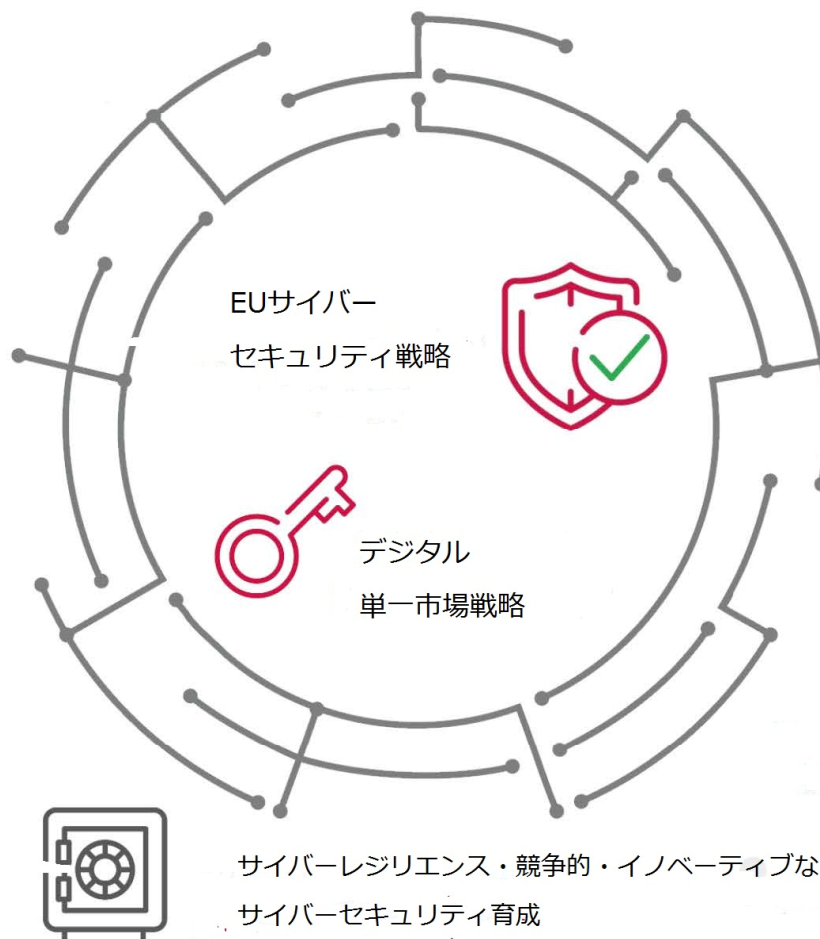 EUサイバー
セキュリティ戦略
デジタル
単一市場戦略
サイバーレジリエンス・競争的・イノベーティブな
サイバーセキュリティ育成